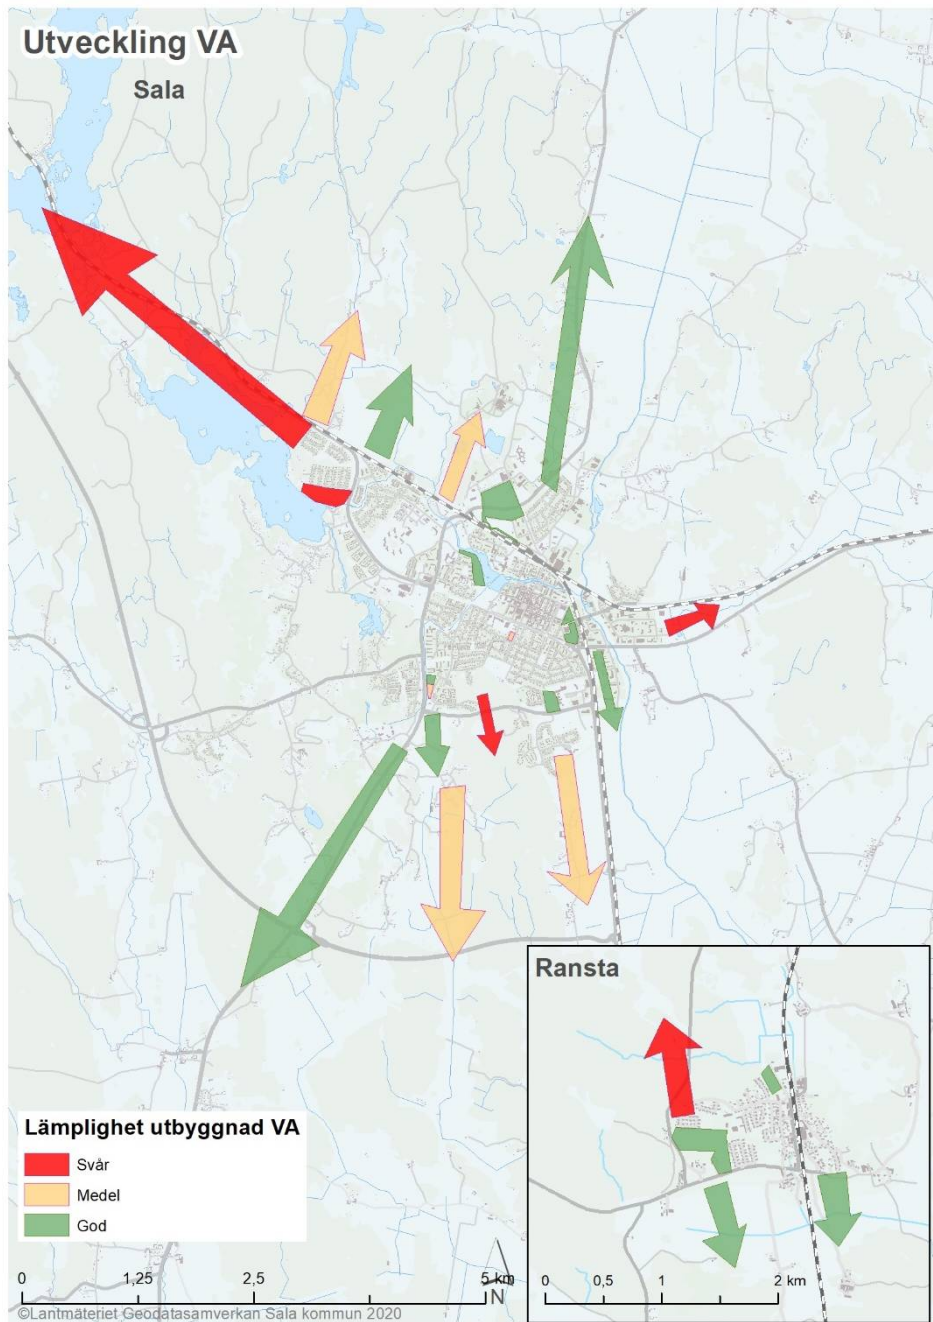 Utveckling VA
Sala
Ransta
Lämplighet utbyggnad VA
Svår
Medel
God
0 1,25 2,5 5 km
N
0 0,5 1 2 km
©Lantmäteriet Geodatasamverkan Sala kommun 2020